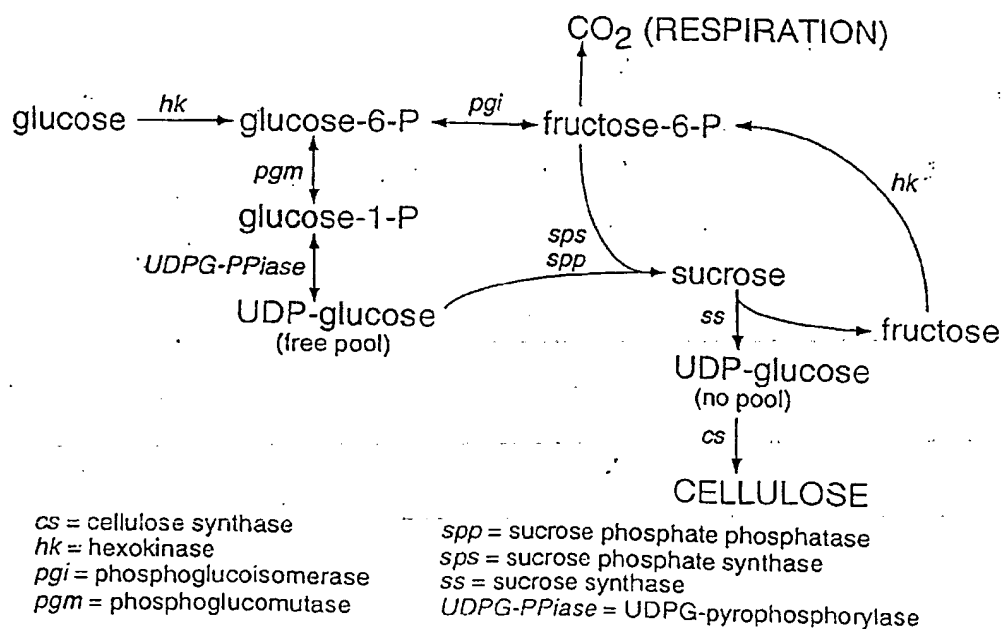 CO₂ (RESPIRATION)
hk
pgi
glucose
glucose-6-P
fructose-6-P
pgm
hk
glucose-1-P
sps
UDPG-PPiase
spp
sucrose
UDP-glucose
(free pool)
ss
fructose
UDP-glucose
(no pool)
cs
CELLULOSE
cs = cellulose synthase
hk = hexokinase
pgi = phosphoglucoisomerase
pgm = phosphoglucomutase
spp = sucrose phosphate phosphatase
sps = sucrose phosphate synthase
ss = sucrose synthase
UDPG-PPiase = UDPG-pyrophosphorylase